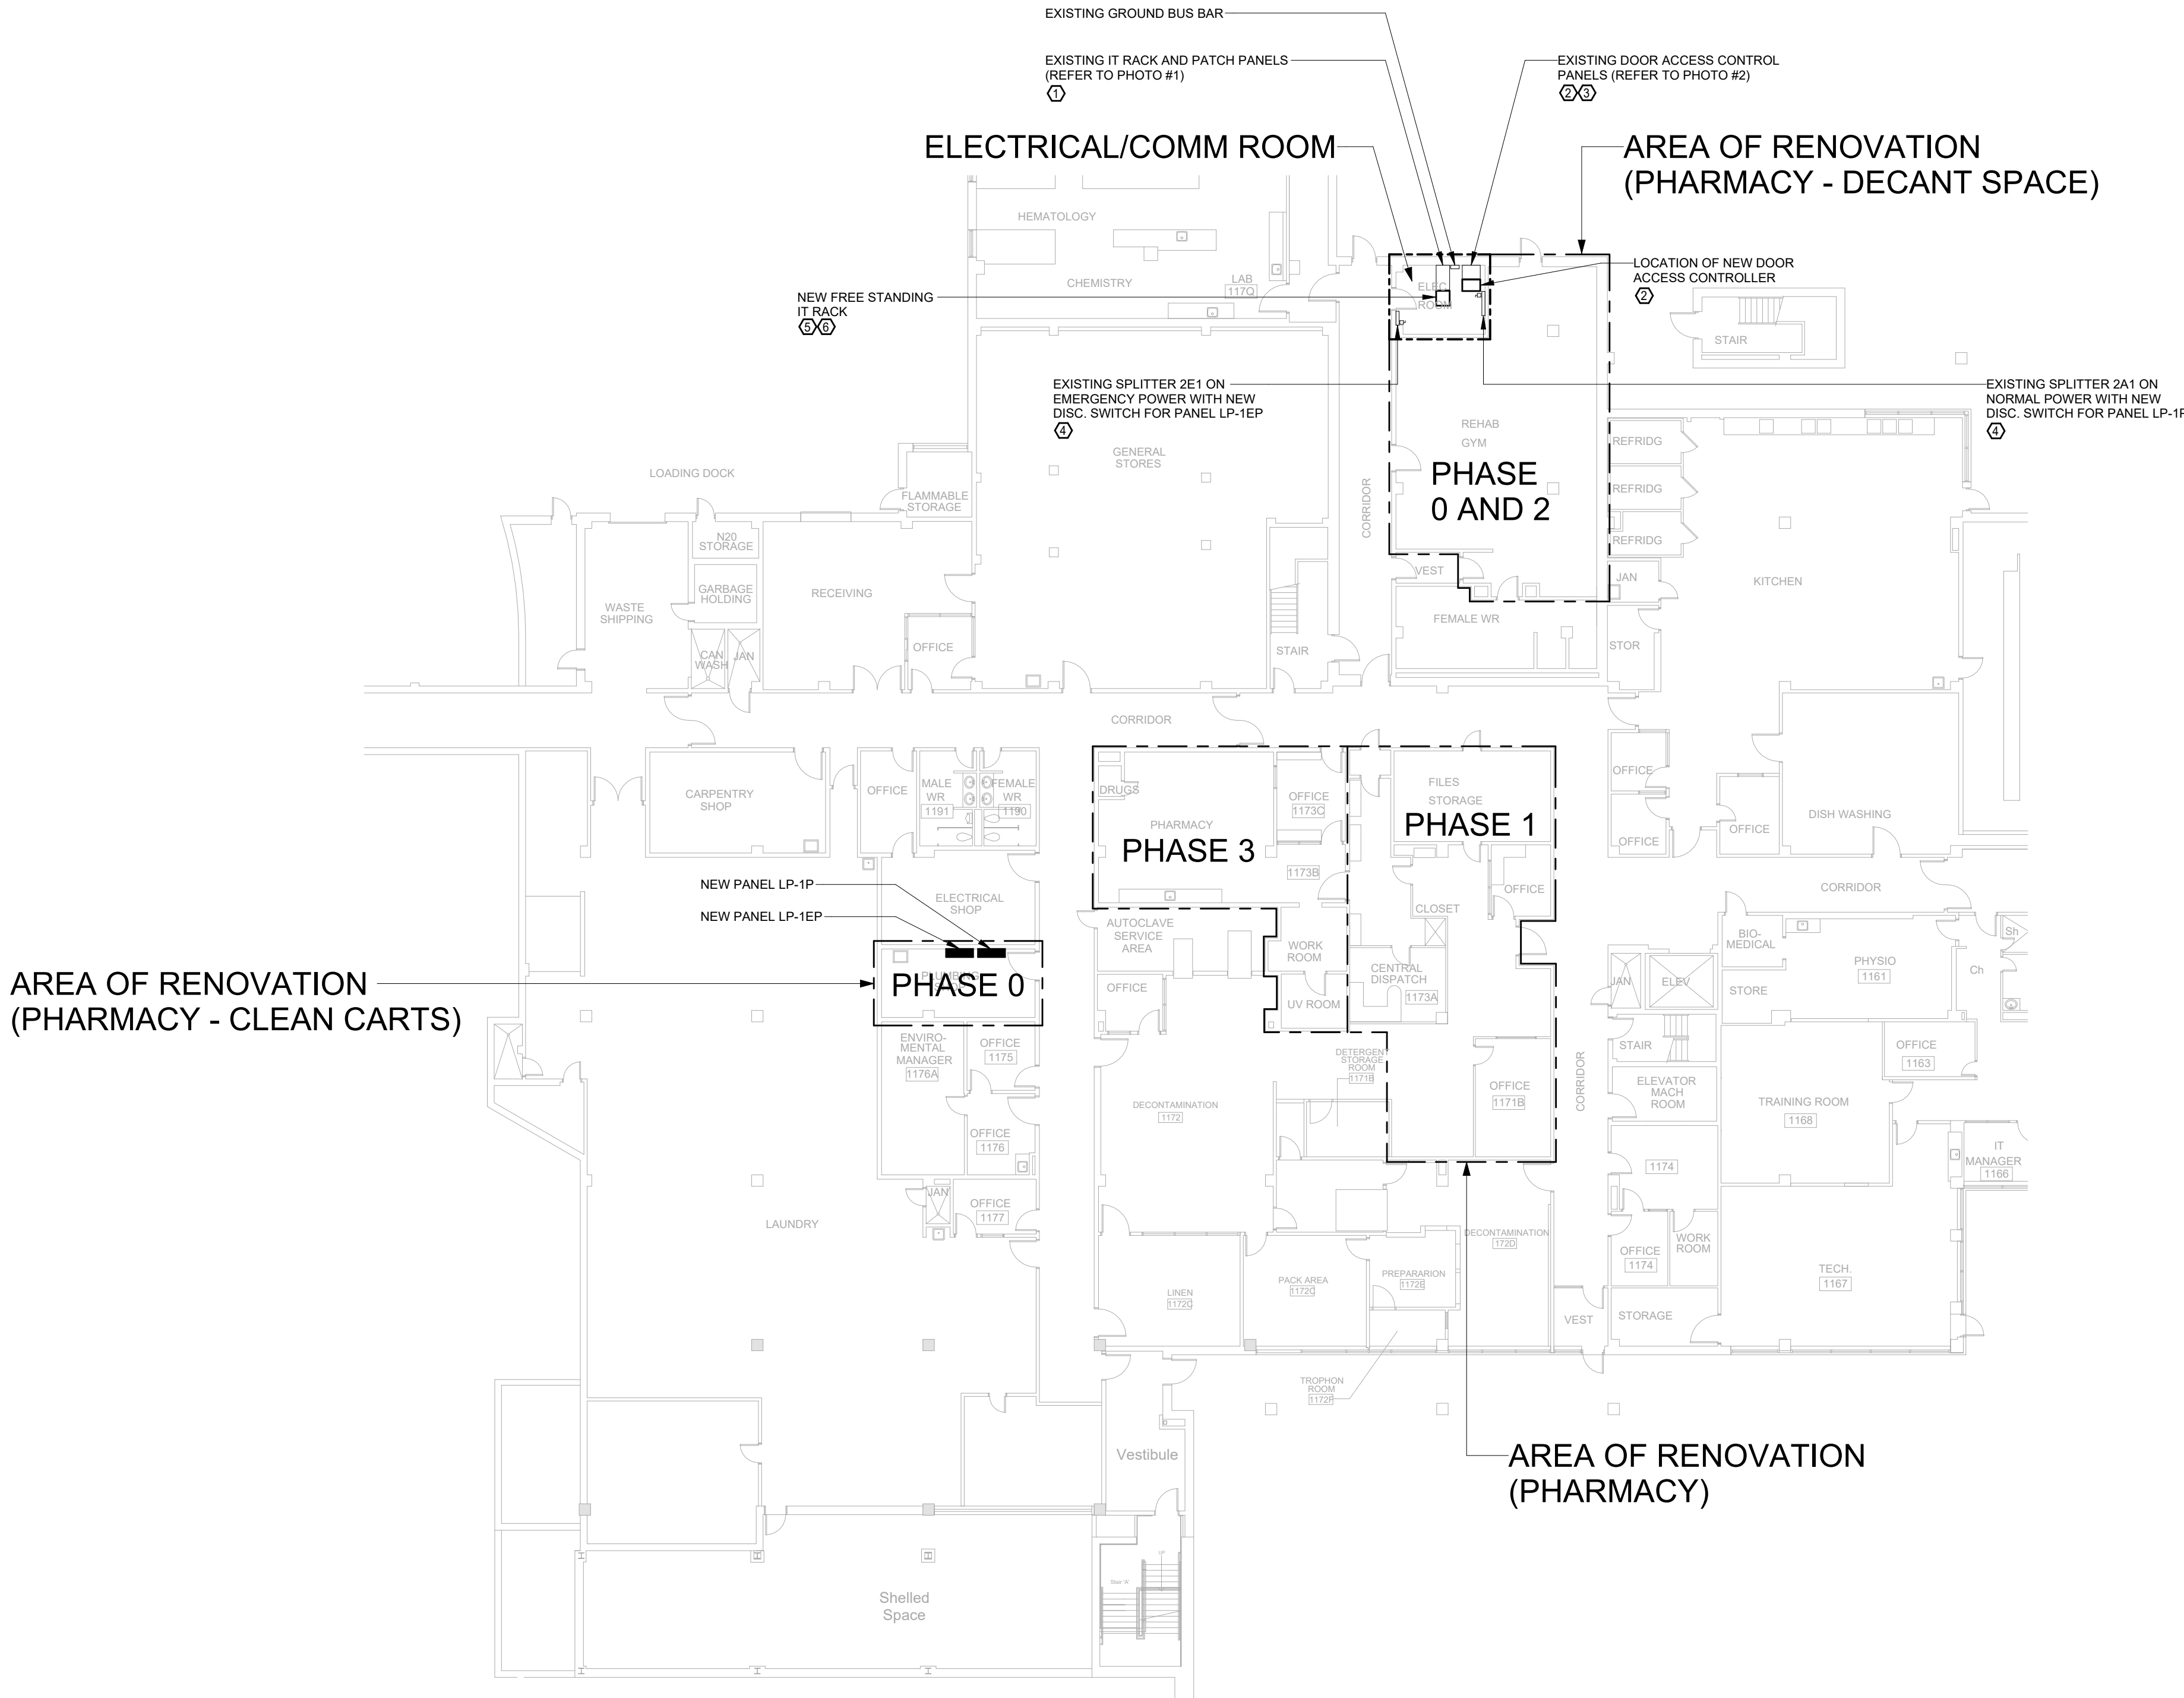 EXISTING GROUND BUS BAR
EXISTING IT RACK AND PATCH PANELS
(REFER TO PHOTO #1)
1
EXISTING DOOR ACCESS CONTROL
PANELS (REFER TO PHOTO #2)
2 3
ELECTRICAL/COMM ROOM
AREA OF RENOVATION
(PHARMACY - DECANT SPACE)
HEMATOLOGY
CHEMISTRY
LAB
117Q
ELEC
ROOM
LOCATION OF NEW DOOR
ACCESS CONTROLLER
2
NEW FREE STANDING
IT RACK
5 6
STAIR
EXISTING SPLITTER 2E1 ON
EMERGENCY POWER WITH NEW
DISC. SWITCH FOR PANEL LP-1EP
4
EXISTING SPLITTER 2A1 ON
NORMAL POWER WITH NEW
DISC. SWITCH FOR PANEL LP-1P
4
REHAB
GYM
PHASE
0 AND 2
GENERAL
STORES
CORRIDOR
REFRIDG
REFRIDG
REFRIDG
LOADING DOCK
FLAMMABLE
STORAGE
N20
STORAGE
GARBAGE
HOLDING
RECEIVING
WASTE
SHIPPING
CAN
WASH
JAN
OFFICE
STAIR
VEST
FEMALE WR
JAN
STOR
KITCHEN
CORRIDOR
CARPENTRY
SHOP
OFFICE
MALE
WR
1191
FEMALE
WR
1190
DRUGS
PHARMACY
PHASE 3
OFFICE
1173C
1173B
FILES
STORAGE
PHASE 1
OFFICE
CLOSET
OFFICE
OFFICE
OFFICE
DISH WASHING
CORRIDOR
NEW PANEL LP-1P
NEW PANEL LP-1EP
ELECTRICAL
SHOP
AREA OF RENOVATION
(PHARMACY - CLEAN CARTS)
PLUMBING
PHASE 0
AUTOCLAVE
SERVICE
AREA
OFFICE
WORK
ROOM
UV ROOM
CENTRAL
DISPATCH
1173A
BIO-
MEDICAL
STORE
PHYSIO
1161
Sh
Ch
JAN
ELEV
STAIR
ENVIRO-
MENTAL
MANAGER
1176A
OFFICE
1175
OFFICE
1176
DETERGENT
STORAGE
ROOM
1171B
OFFICE
1171B
CORRIDOR
OFFICE
1163
ELEVATOR
MACH
ROOM
TRAINING ROOM
1168
DECONTAMINATION
1172
IT
MANAGER
1166
1174
JAN
OFFICE
1177
LAUNDRY
DECONTAMINATION
172D
OFFICE
1174
WORK
ROOM
TECH.
1167
LINEN
1172C
PACK AREA
1172C
PREPARARION
1172E
VEST
STORAGE
TROPHON
ROOM
1172F
Vestibule
AREA OF RENOVATION
(PHARMACY)
Stair 'A'
UP
Shelled
Space